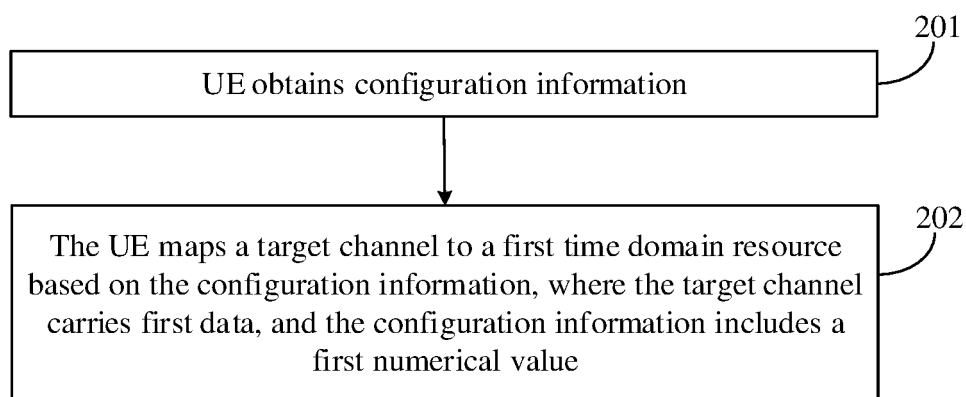 201
UE obtains configuration information
202
The UE maps a target channel to a first time domain resource
based on the configuration information, where the target channel
carries first data, and the configuration information includes a
first numerical value